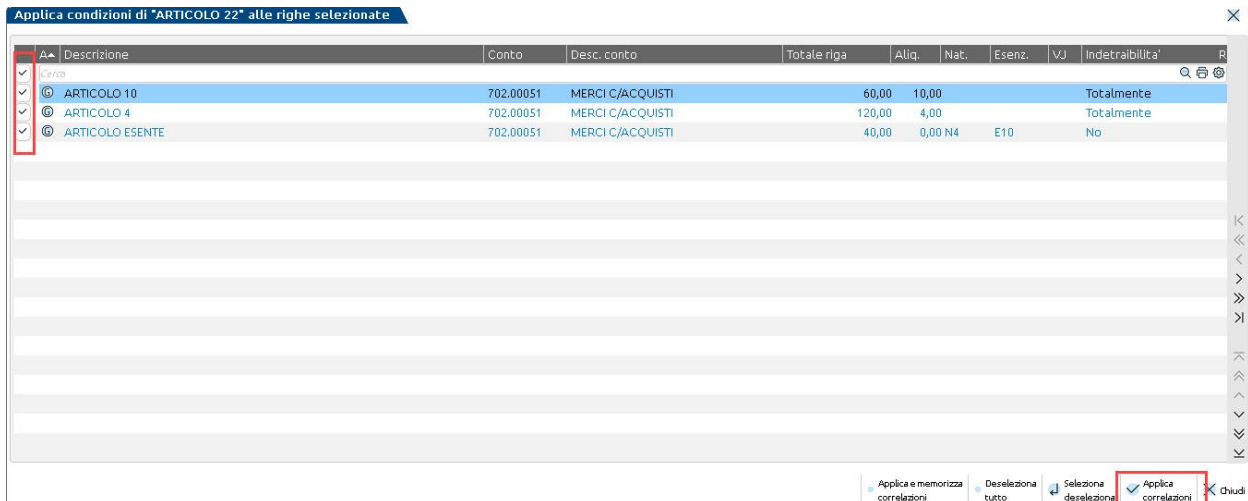 Applica condizioni di "ARTICOLO 22" alle righe selezionate
A Descrizione Conto Desc. conto Totale riga Aliq. Nat. Esenz. VJ Indetraibilita' R
Cerca
G ARTICOLO 10 702.00051 MERCI C/ACQUISTI 60,00 10,00 Totalmente
G ARTICOLO 4 702.00051 MERCI C/ACQUISTI 120,00 4,00 Totalmente
G ARTICOLO ESENTE 702.00051 MERCI C/ACQUISTI 40,00 0,00 N4 E10 No
Applica e memorizza
correlazioni
Deseleziona
tutto
Seleziona
deseleziona
Applica
correlazioni
Chiudi